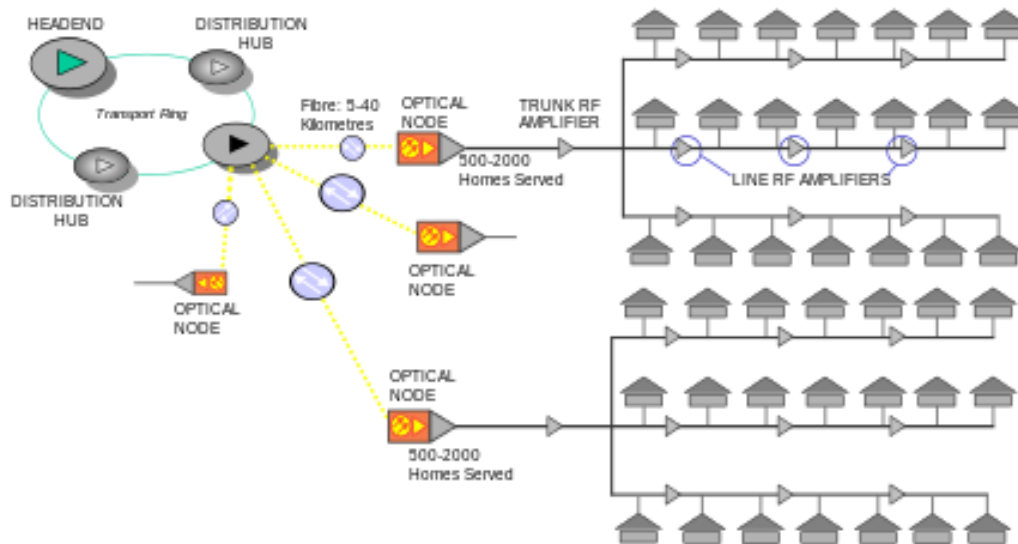 HEADEND
DISTRIBUTION
HUB
Transport Ring
DISTRIBUTION
HUB
Fibre: 5-40
Kilometres
OPTICAL
NODE
500-2000
Homes Served
TRUNK RF
AMPLIFIER
LINE RF AMPLIFIERS
OPTICAL
NODE
OPTICAL
NODE
OPTICAL
NODE
500-2000
Homes Served